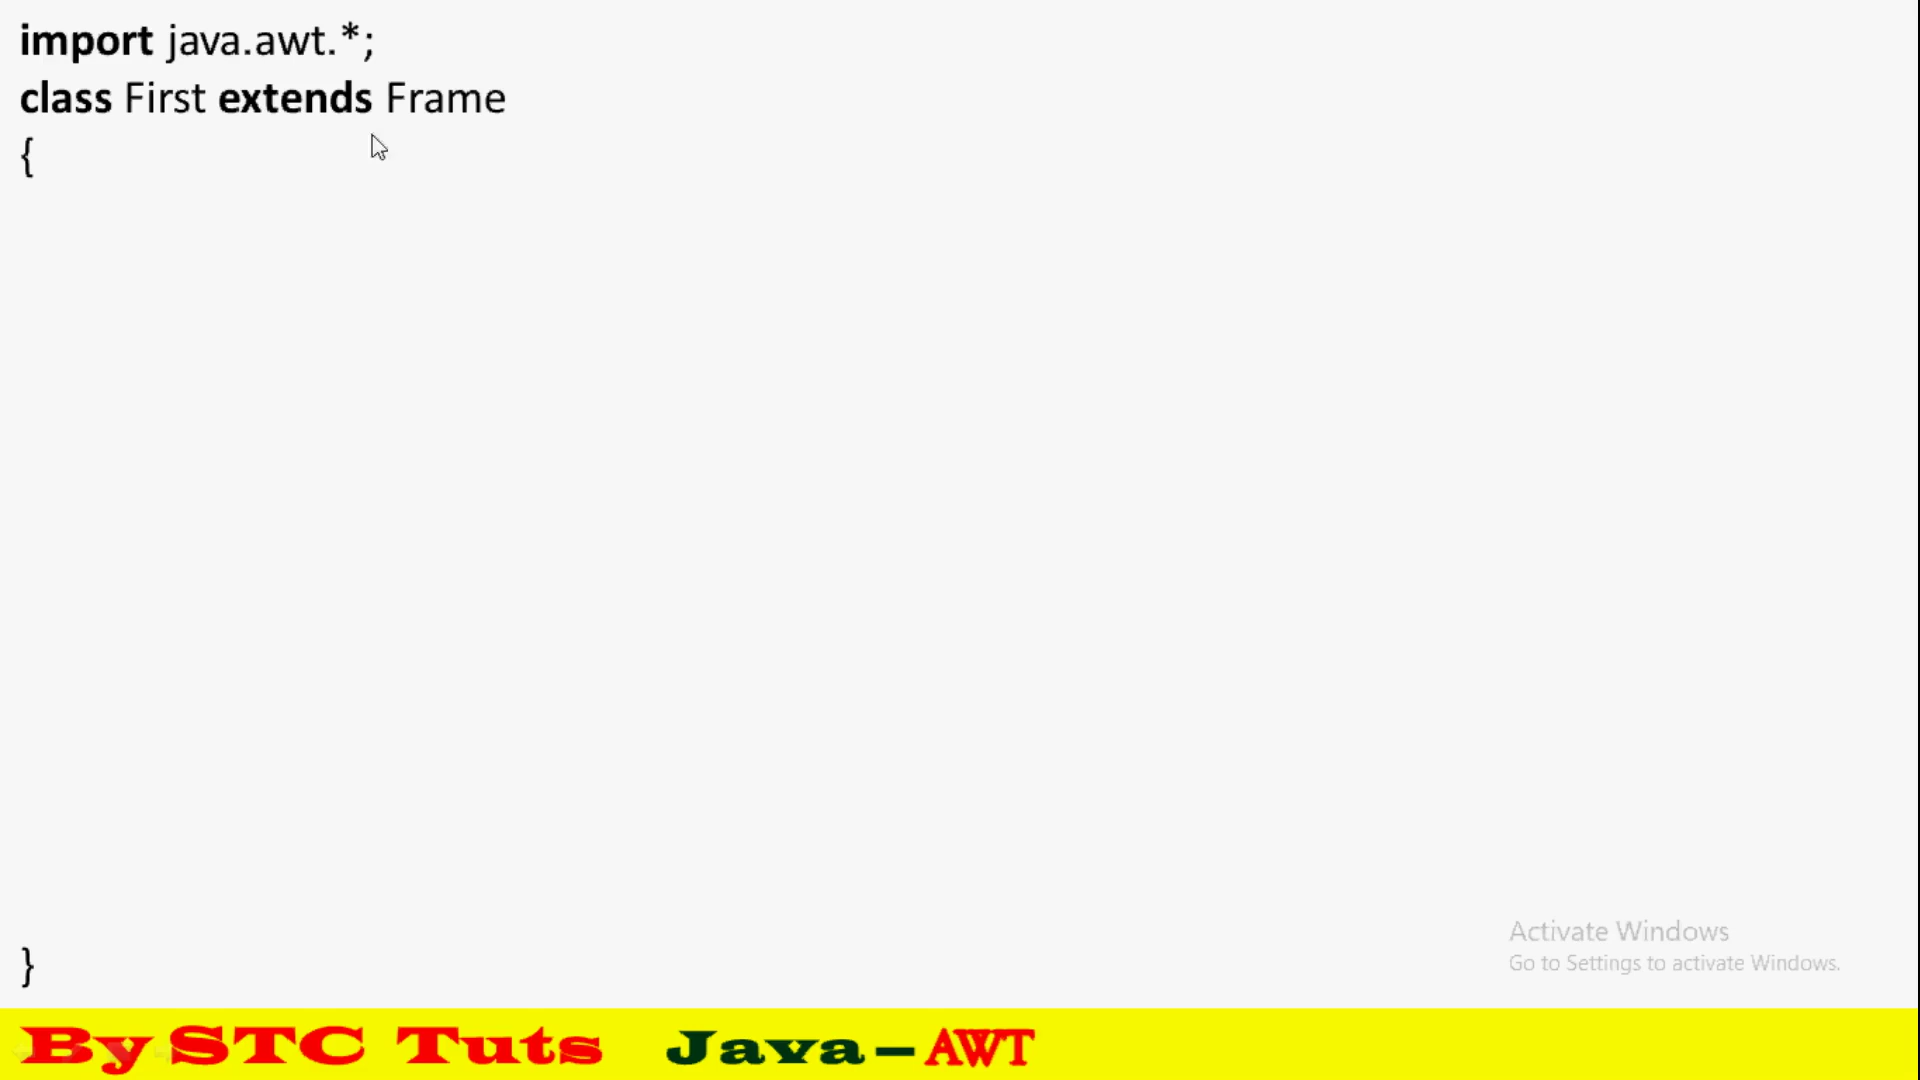 import java.awt.*;
class First extends Frame
{
}
Activate Windows
Go to Settings to activate Windows.
By STC Tuts Java-AWT